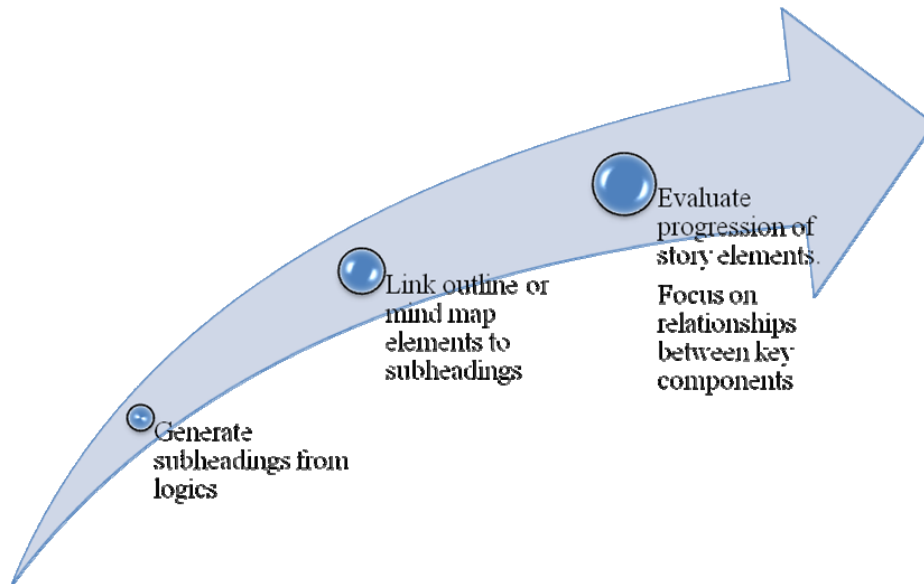 Generate
subheadings from
logics
Link outline or
mind map
elements to
subheadings
Evaluate
progression of
story elements.
Focus on
relationships
between key
components